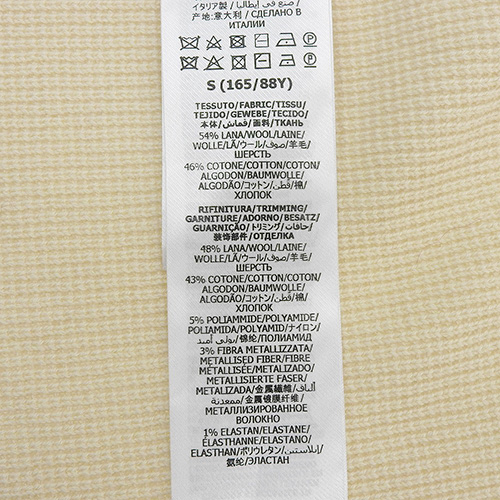 イタリア製 / صنع في إيطاليا /
产地:意大利 / СДЕЛАНО В
ИТАЛИИ
S (165/88Y)
TESSUTO/FABRIC/TISSU/
TEJIDO/GEWEBE/TECIDO/
本体/قماش/面料/ТКАНЬ
54% LANA/WOOL/LAINE/
WOLLE/LÃ/ウール/صوف/羊毛/
ШЕРСТЬ
46% COTONE/COTTON/COTON/
ALGODON/BAUMWOLLE/
ALGODÃO/コットン/قطن/棉/
ХЛОПОК
RIFINITURA/TRIMMING/
GARNITURE/ADORNO/BESATZ/
GUARNIÇÃO/トリミング/حافات/
装饰部件/ОТДЕЛКА
48% LANA/WOOL/LAINE/
WOLLE/LÃ/ウール/صوف/羊毛/
ШЕРСТЬ
43% COTONE/COTTON/COTON/
ALGODON/BAUMWOLLE/
ALGODÃO/コットン/قطن/棉/
ХЛОПОК
5% POLIAMMIDE/POLYAMIDE/
POLIAMIDA/POLYAMID/ナイロン/
بولي أميد/锦纶/ПОЛИАМИД
3% FIBRA METALLIZZATA/
METALLISED FIBER/FIBRE
MÉTALLISÉE/METALIZADO/
METALLISIERTE FASER/
METALIZADA/金属繊維/ألياف
معدنية/金属镀膜纤维/
МЕТАЛЛИЗИРОВАННОЕ
ВОЛОКНО
1% ELASTAN/ELASTANE/
ÉLASTHANNE/ELASTANO/
ELASTHAN/ポリウレタン/إيلاستين/
氨纶/ЭЛАСТАН